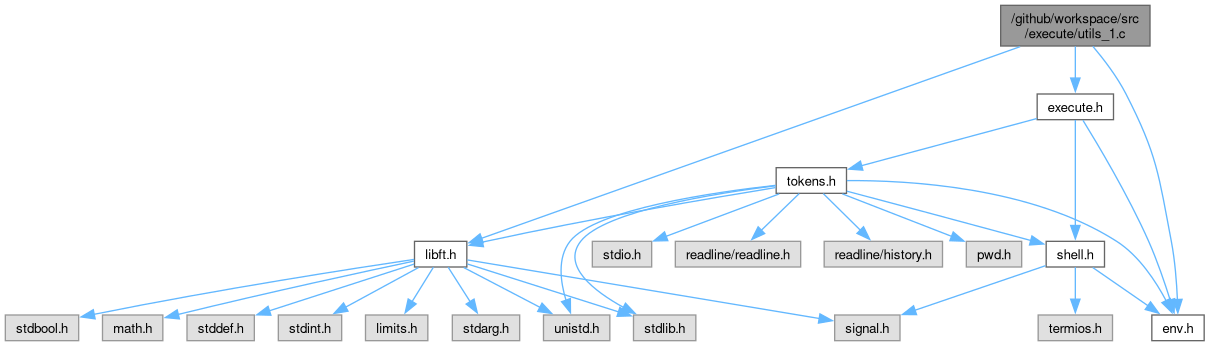 /github/workspace/src
/execute/utils_1.c
execute.h
tokens.h
libft.h
stdio.h
readline/readline.h
readline/history.h
pwd.h
shell.h
stdbool.h
math.h
stddef.h
stdint.h
limits.h
stdarg.h
unistd.h
stdlib.h
signal.h
termios.h
env.h